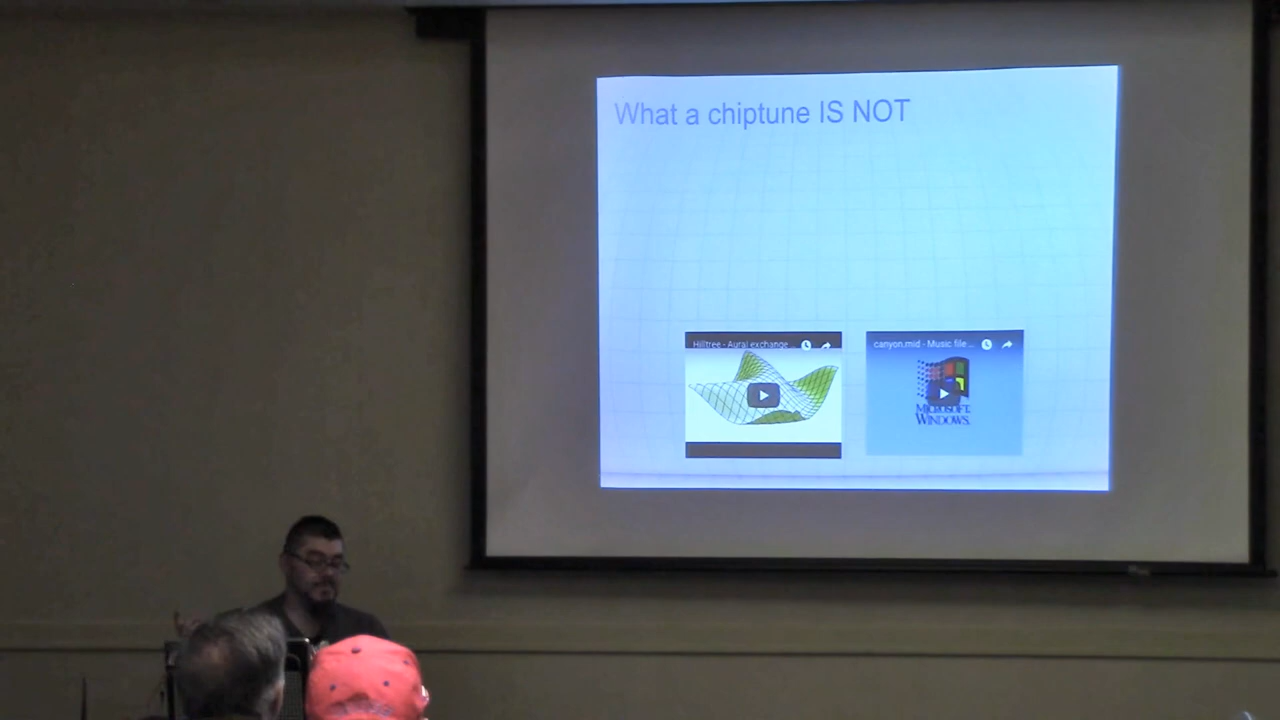 What a chiptune IS NOT
Hilltree - Aural exchange ...
canyon.mid - Music file ...
MICROSOFT
WINDOWS.